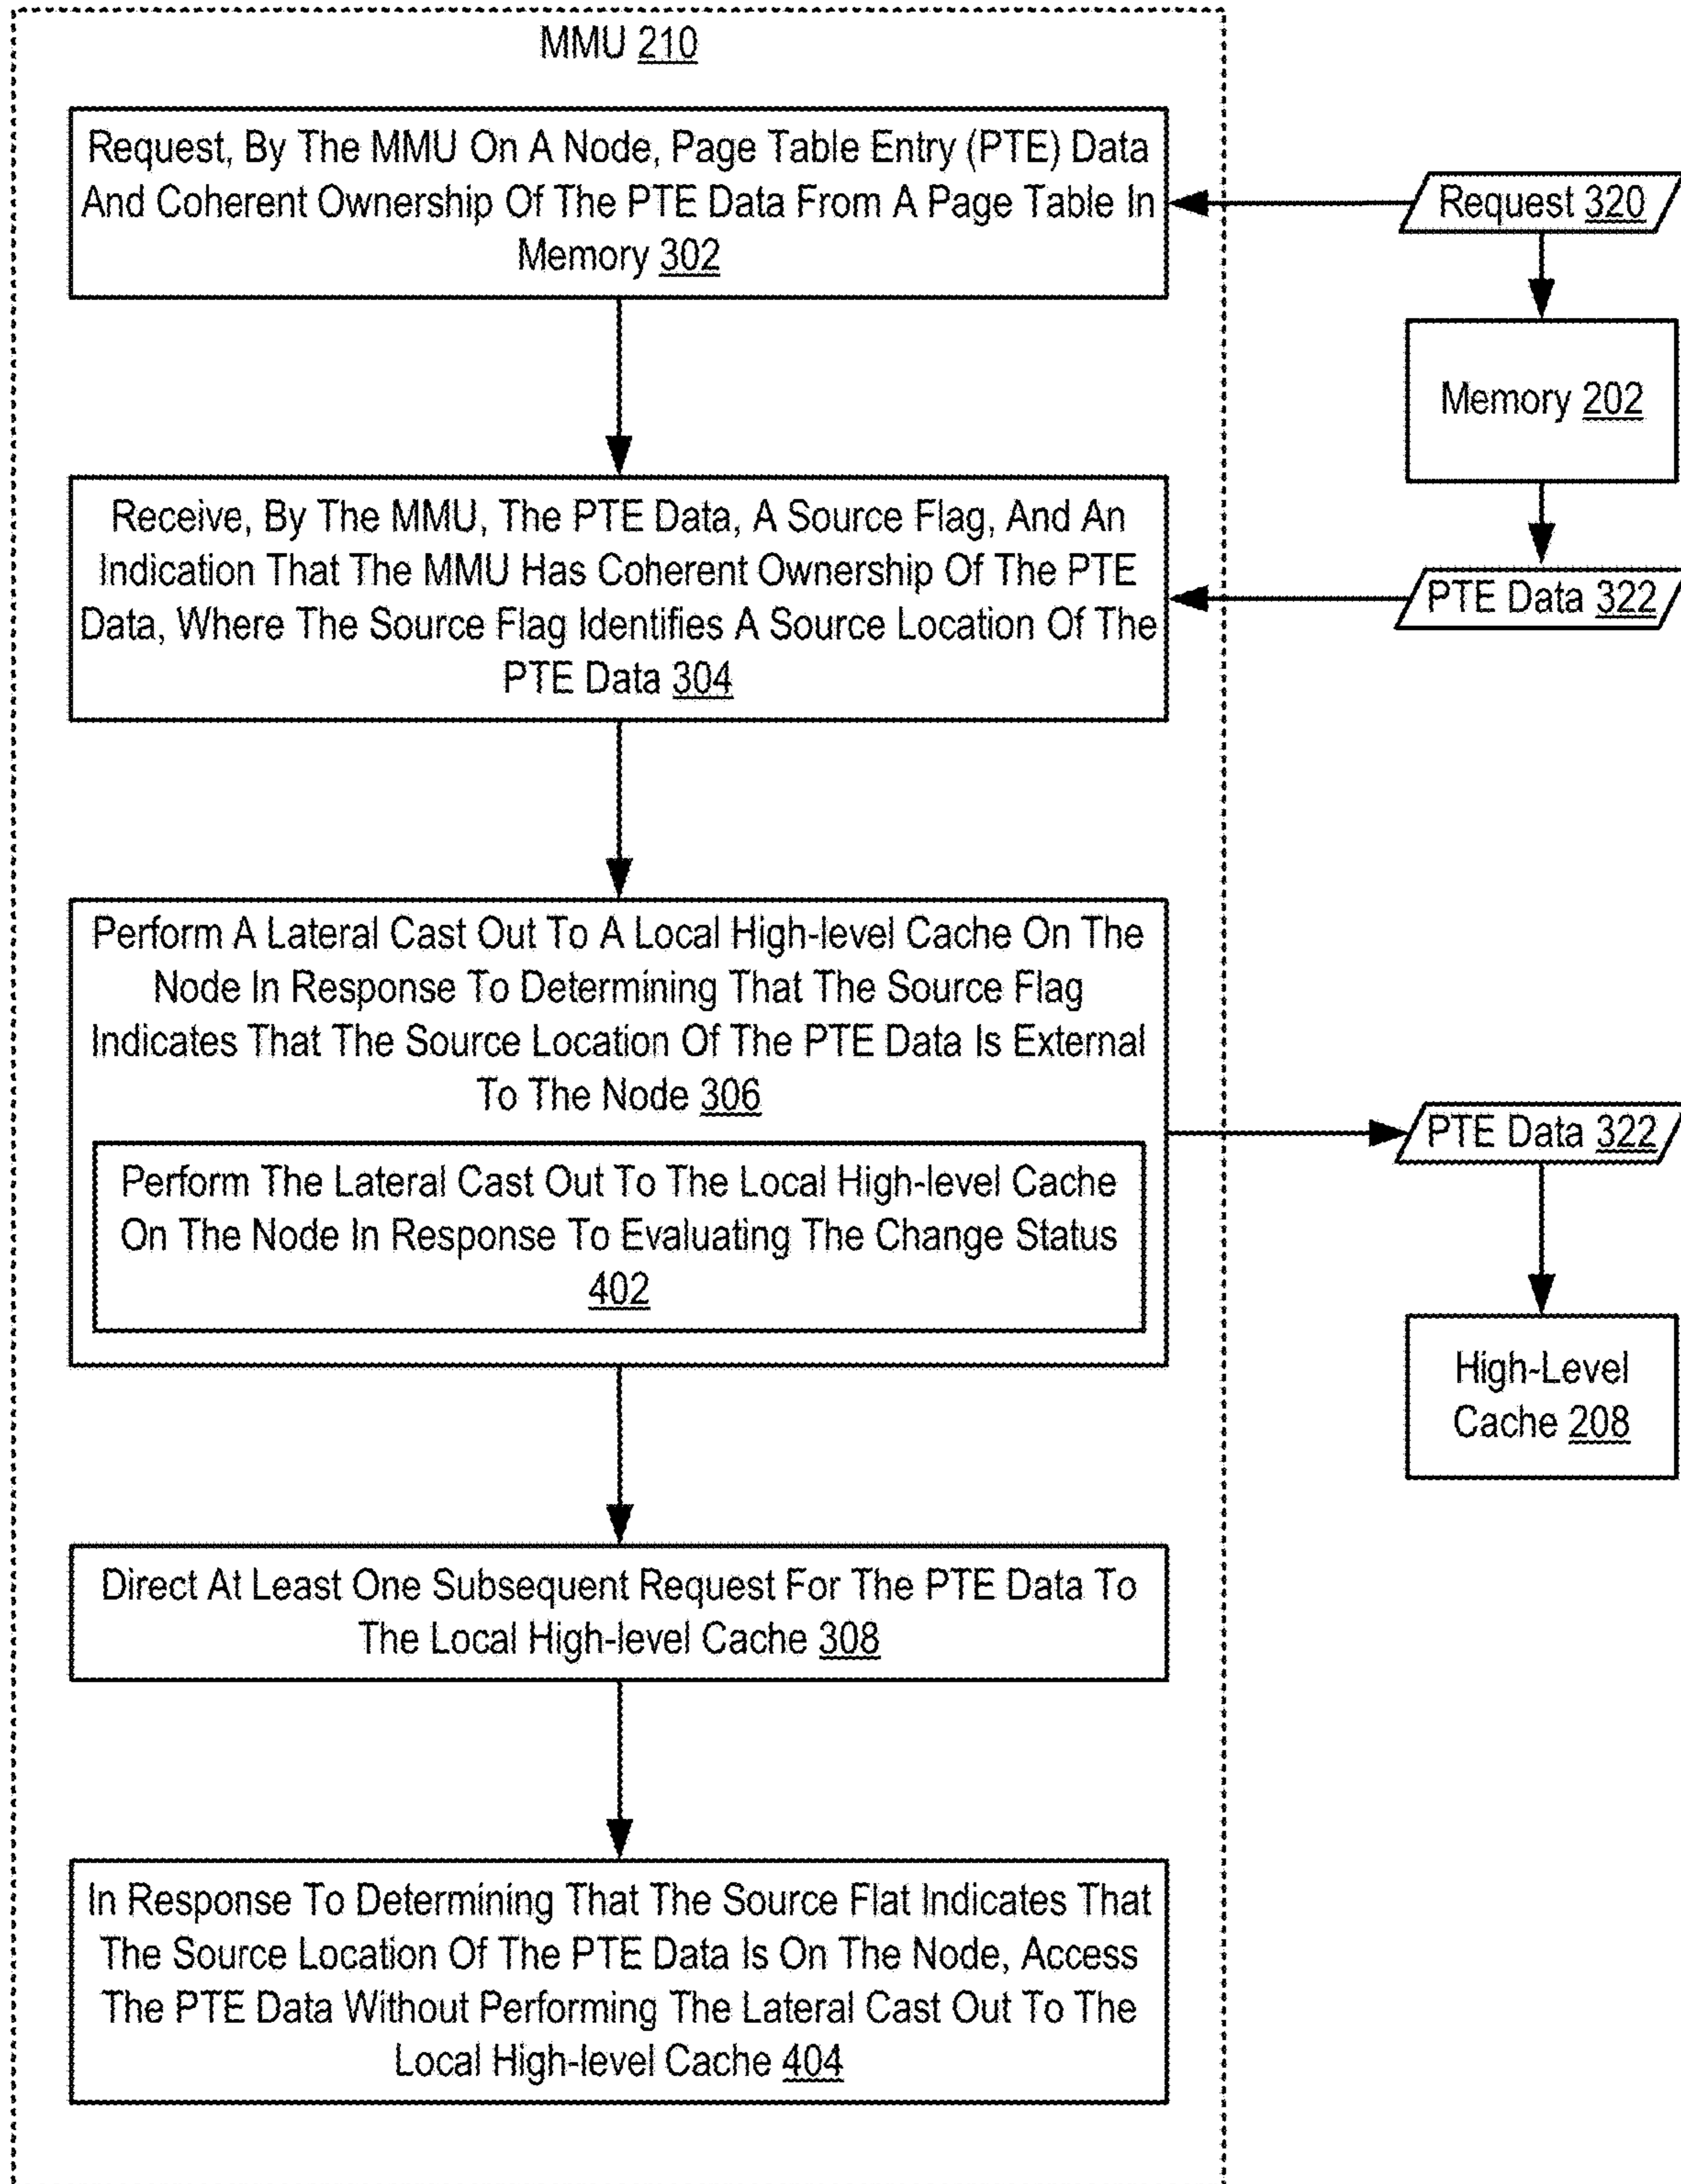 MMU 210
Request, By The MMU On A Node, Page Table Entry (PTE) Data
And Coherent Ownership Of The PTE Data From A Page Table In
Memory 302
Request 320
Memory 202
Receive, By The MMU, The PTE Data, A Source Flag, And An
Indication That The MMU Has Coherent Ownership Of The PTE
Data, Where The Source Flag Identifies A Source Location Of The
PTE Data 304
PTE Data 322
Perform A Lateral Cast Out To A Local High-level Cache On The
Node In Response To Determining That The Source Flag
Indicates That The Source Location Of The PTE Data Is External
To The Node 306
Perform The Lateral Cast Out To The Local High-level Cache
On The Node In Response To Evaluating The Change Status
402
PTE Data 322
High-Level
Cache 208
Direct At Least One Subsequent Request For The PTE Data To
The Local High-level Cache 308
In Response To Determining That The Source Flat Indicates That
The Source Location Of The PTE Data Is On The Node, Access
The PTE Data Without Performing The Lateral Cast Out To The
Local High-level Cache 404